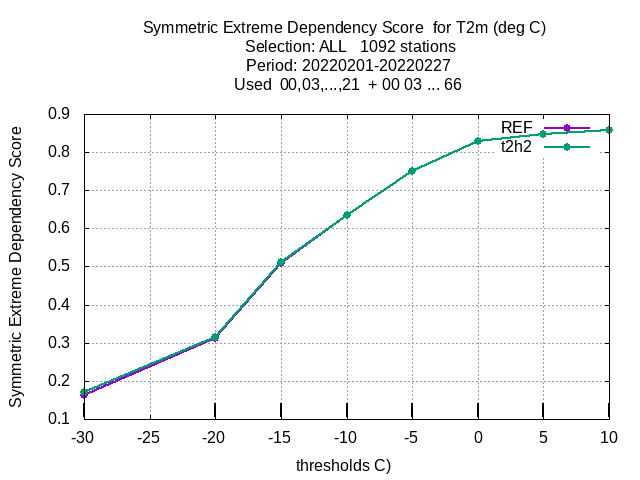 Symmetric Extreme Dependency Score  for T2m (deg C)
Selection: ALL   1092 stations
Period: 20220201-20220227
Used  00,03,...,21  + 00 03 ... 66
Symmetric Extreme Dependency Score
0.9
0.8
0.7
0.6
0.5
0.4
0.3
0.2
0.1
REF
t2h2
-30 -25 -20 -15 -10 -5 0 5 10
thresholds C)